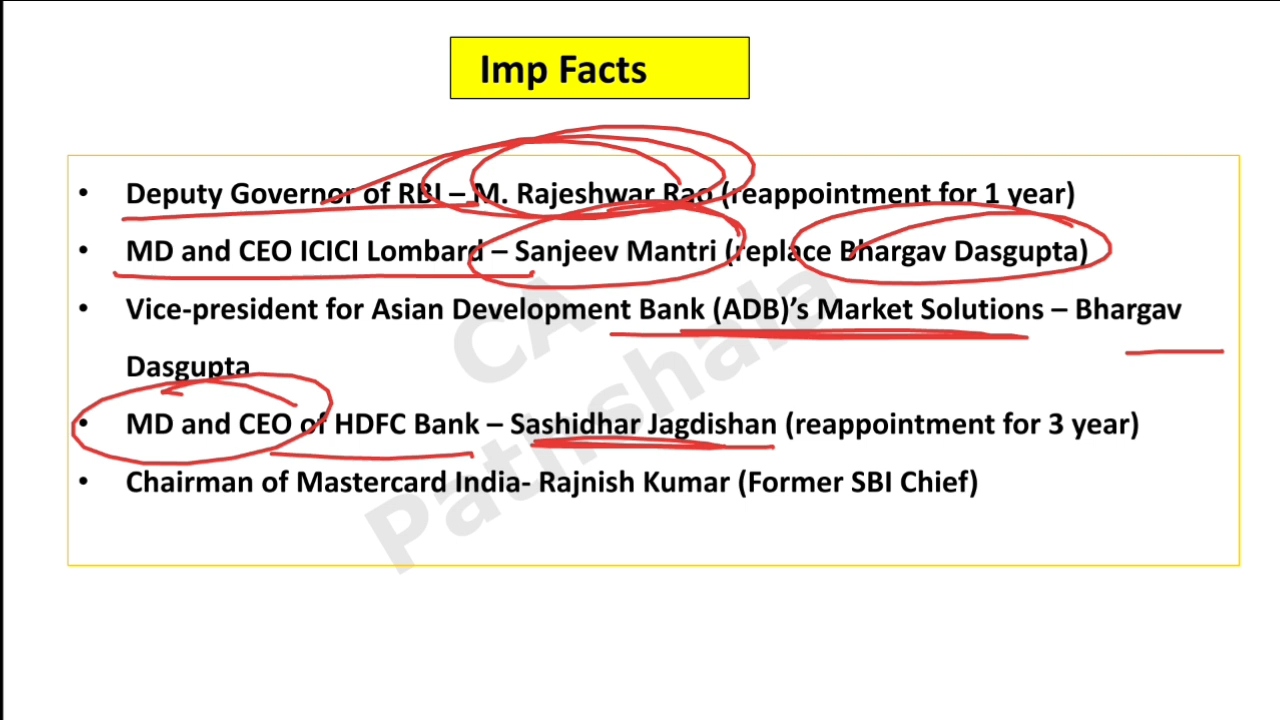 Imp Facts
• Deputy Governor of RBI – M. Rajeshwar Rao (reappointment for 1 year)
• MD and CEO ICICI Lombard – Sanjeev Mantri (replace Bhargav Dasgupta)
• Vice-president for Asian Development Bank (ADB)’s Market Solutions – Bhargav
Dasgupta
• MD and CEO of HDFC Bank – Sashidhar Jagdishan (reappointment for 3 year)
• Chairman of Mastercard India- Rajnish Kumar (Former SBI Chief)
CA
Pathshala